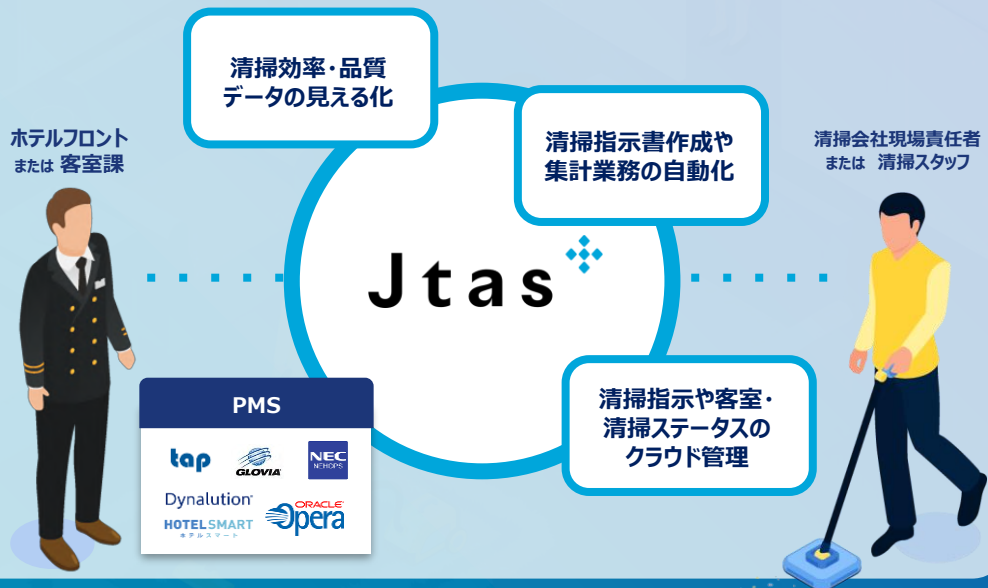 清掃効率・品質
データの見える化
ホテルフロント
または 客室課
清掃指示書作成や
集計業務の自動化
清掃会社現場責任者
または 清掃スタッフ
Jtas
清掃指示や客室・
清掃ステータスの
クラウド管理
PMS
tap
GLOVIA
NEC
NEHOPS
Dynalution
HOTEL SMART
ホテルスマート
ORACLE
Opera